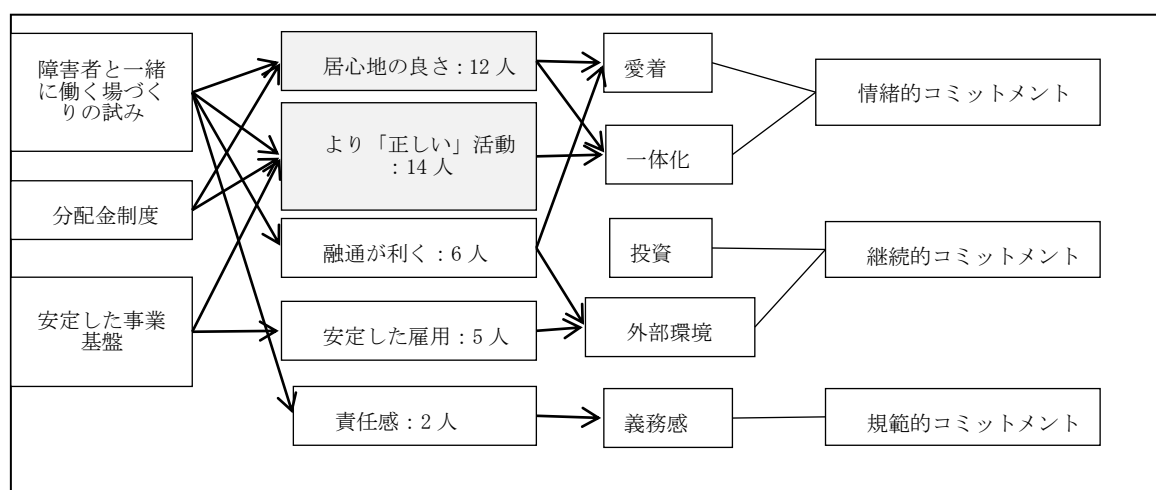 障害者と一緒
に働く場づく
りの試み
分配金制度
安定した事業
基盤
居心地の良さ：12 人
より「正しい」活動
：14 人
融通が利く：6 人
安定した雇用：5 人
責任感：2 人
愛着
一体化
投資
外部環境
義務感
情緒的コミットメント
継続的コミットメント
規範的コミットメント